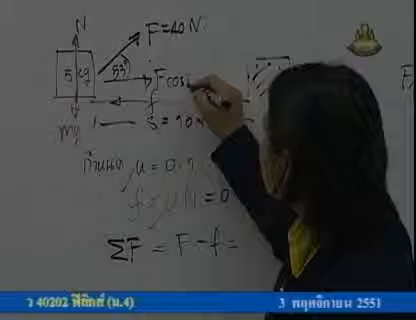 N
F = 40 N
5 kg
53°
F cos
f
mg
S = 10
กำหนด μ = 0.
f = μN = 0
ΣF = F - f =
ว 40202 ฟิสิกส์ (ม.4)
3 พฤศจิกายน 2551